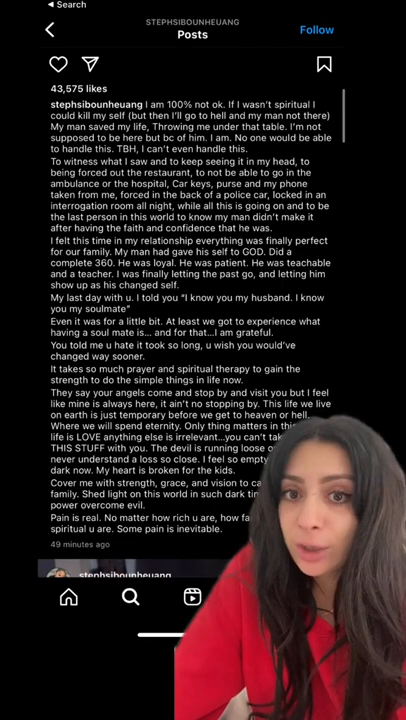 Search
STEPHSIBOUNHEUANG
Posts
Follow
43,575 likes
stephsibounheuang I am 100% not ok. If I wasn't spiritual I
could kill my self (but then I'll go to hell and my man not there)
My man saved my life, Throwing me under that table. I'm not
supposed to be here but bc of him. I am. No one would be able
to handle this. TBH, I can't even handle this.
To witness what I saw and to keep seeing it in my head, to
being forced out the restaurant, to not be able to go in the
ambulance or the hospital, Car keys, purse and my phone
taken from me, forced in the back of a police car, locked in an
interrogation room all night, while all this is going on and to be
the last person in this world to know my man didn't make it
after having the faith and confidence that he was.
I felt this time in my relationship everything was finally perfect
for our family. My man had gave his self to GOD. Did a
complete 360. He was loyal. He was patient. He was teachable
and a teacher. I was finally letting the past go, and letting him
show up as his changed self.
My last day with u. I told you "I know you my husband. I know
you my soulmate"
Even it was for a little bit. At least we got to experience what
having a soul mate is... and for that...I am grateful.
You told me u hate it took so long, u wish you would've
changed way sooner.
It takes so much prayer and spiritual therapy to gain the
strength to do the simple things in life now.
They say your angels come and stop by and visit you but I feel
like mine is always here, it ain't no stopping by. This life we live
on earth is just temporary before we get to heaven or hell.
Where we will spend eternity. Only thing matters in this
life is LOVE anything else is irrelevant...you can't
THIS STUFF with you. The devil is running loose
never understand a loss so close. I feel so empty
dark now. My heart is broken for the kids.
Cover me with strength, grace, and vision to
family. Shed light on this world in such dark
power overcome evil.
Pain is real. No matter how rich u are, how
spiritual u are. Some pain is inevitable.
49 minutes ago
stephsibounheuang